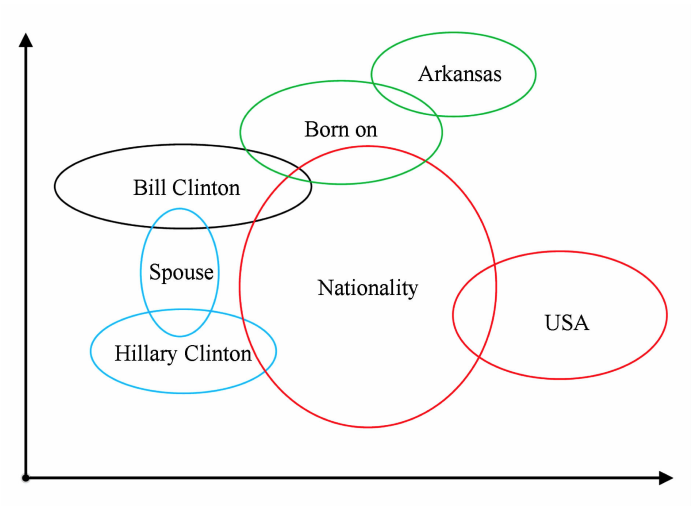 Arkansas
Born on
Bill Clinton
Spouse
Nationality
USA
Hillary Clinton